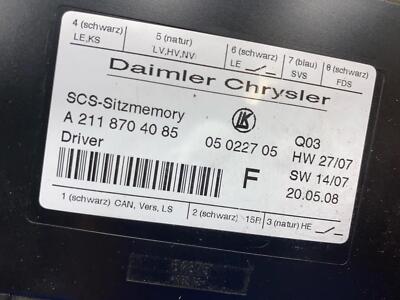 4 (schwarz) 5 (natur) 6 (schwarz) 7 (blau) 8 (schwarz)
LE,KS LV,HV,NV LE SVS FDS
Daimler Chrysler
SCS-Sitzmemory LK Q03
A 211 870 40 85 05 0227 05 HW 27/07
Driver F SW 14/07
20.05.08
1 (schwarz) CAN, Vers, LS 2 (schwarz) 15R 3 (natur) HE